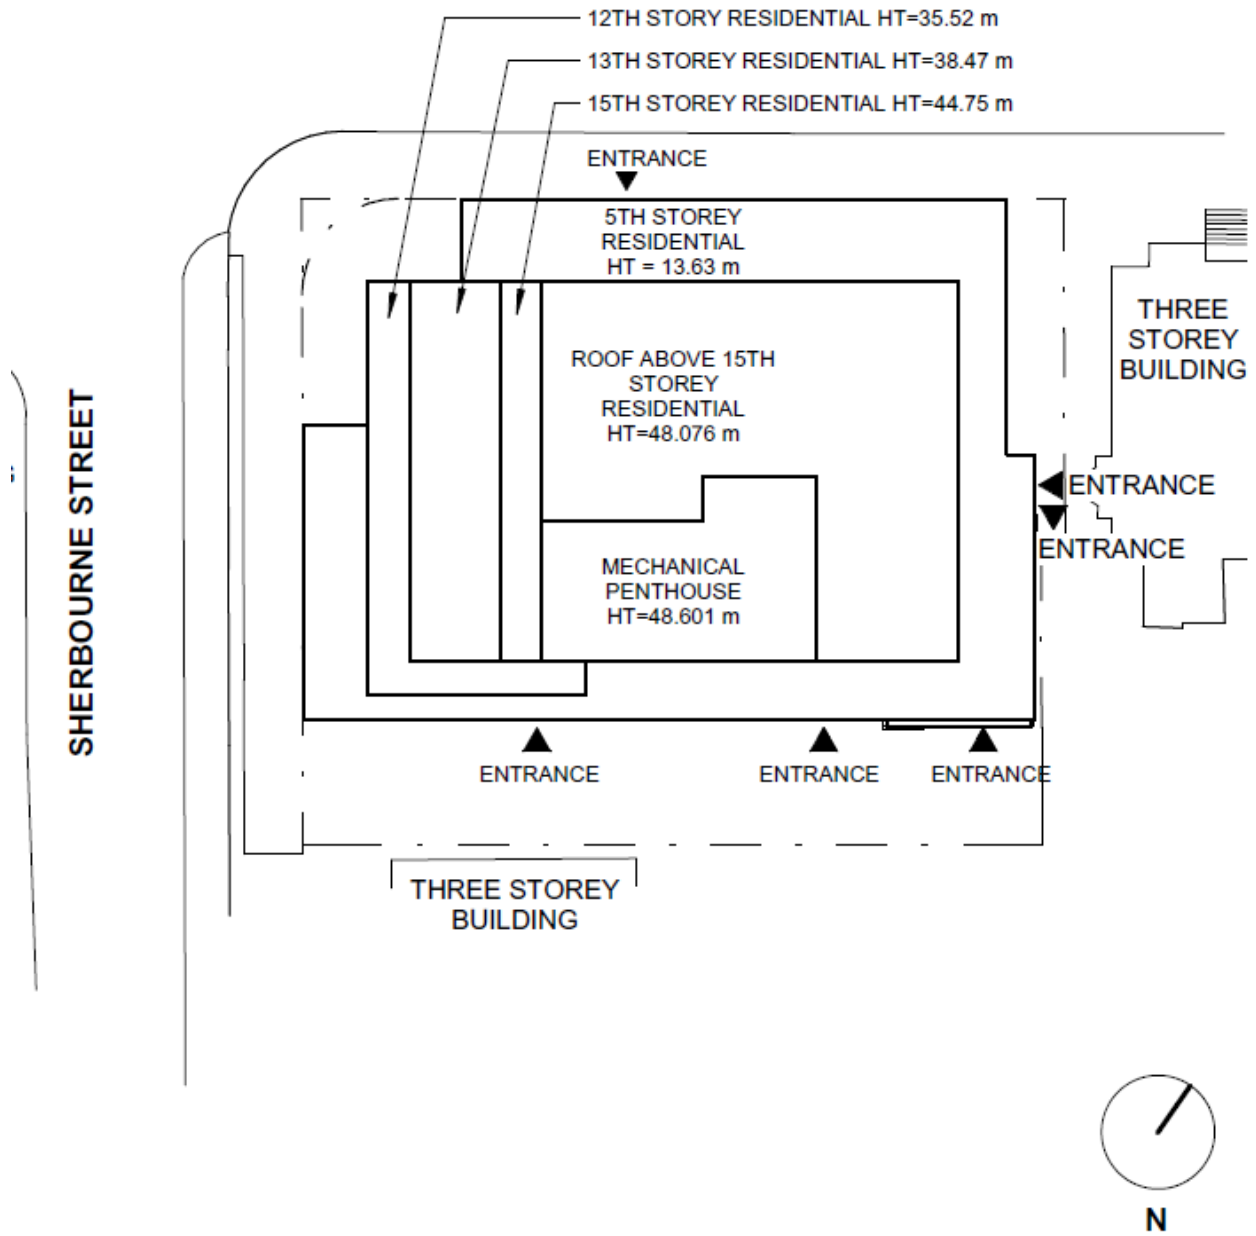 12TH STORY RESIDENTIAL HT=35.52 m
13TH STOREY RESIDENTIAL HT=38.47 m
15TH STOREY RESIDENTIAL HT=44.75 m
ENTRANCE
5TH STOREY
RESIDENTIAL
HT = 13.63 m
THREE
STOREY
BUILDING
ROOF ABOVE 15TH
STOREY
RESIDENTIAL
HT=48.076 m
SHERBOURNE STREET
ENTRANCE
ENTRANCE
MECHANICAL
PENTHOUSE
HT=48.601 m
ENTRANCE
ENTRANCE
ENTRANCE
THREE STOREY
BUILDING
N